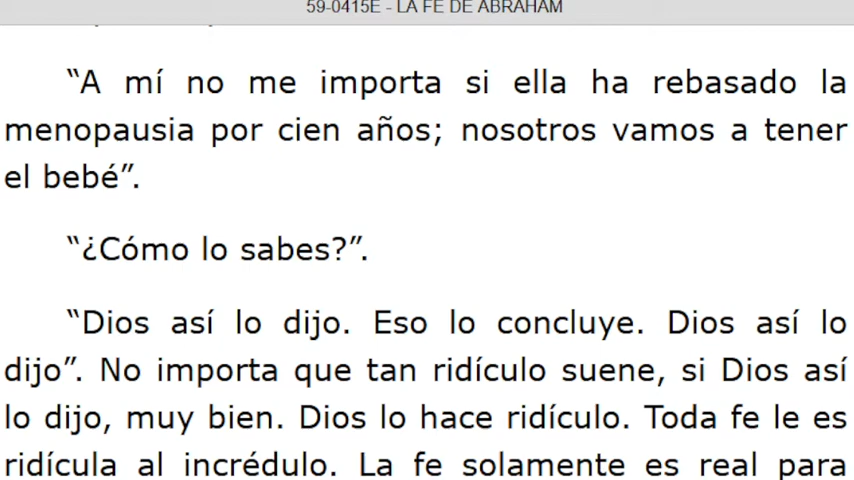 59-0415E - LA FE DE ABRAHAM
“A mí no me importa si ella ha rebasado la
menopausia por cien años; nosotros vamos a tener
el bebé”.
“¿Cómo lo sabes?”.
“Dios así lo dijo. Eso lo concluye. Dios así lo
dijo”. No importa que tan ridículo suene, si Dios así
lo dijo, muy bien. Dios lo hace ridículo. Toda fe le es
ridícula al incrédulo. La fe solamente es real para